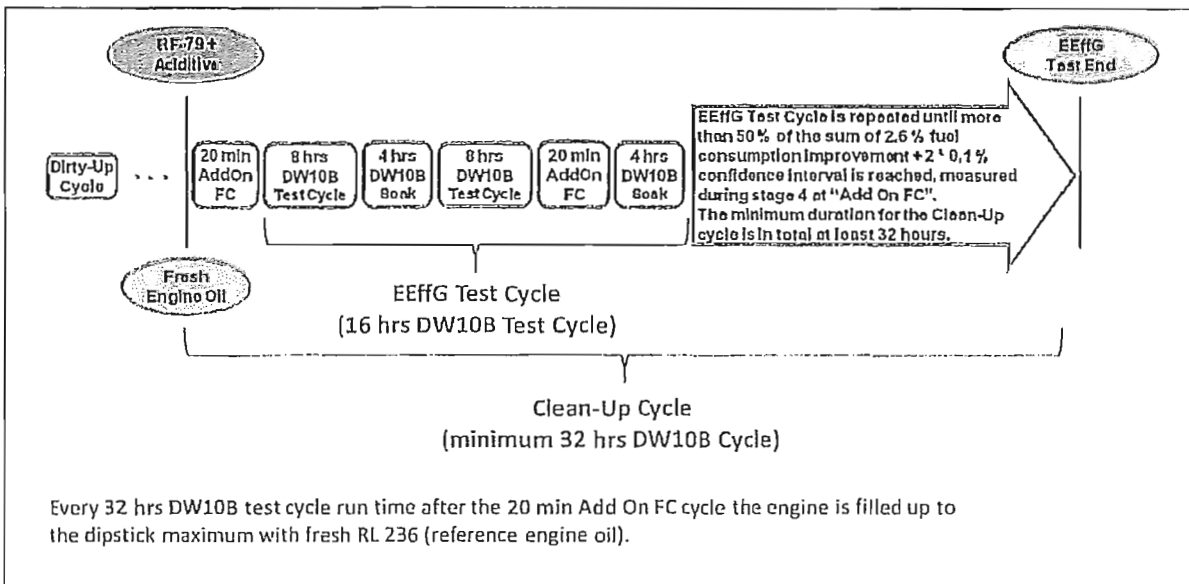 RF-79+
Additive
EEffG
Test End
Dirty-Up
Cycle
...
20 min
AddOn
FC
8 hrs
DW10B
Test Cycle
4 hrs
DW10B
Soak
8 hrs
DW10B
Test Cycle
20 min
AddOn
FC
4 hrs
DW10B
Soak
EEffG Test Cycle is repeated until more
than 50% of the sum of 2.6% fuel
consumption improvement +2 * 0,1%
confidence interval is reached, measured
during stage 4 of "Add On FC".
The minimum duration for the Clean-Up
cycle is in total at least 32 hours.
Fresh
Engine Oil
EEffG Test Cycle
(16 hrs DW10B Test Cycle)
Clean-Up Cycle
(minimum 32 hrs DW10B Cycle)
Every 32 hrs DW10B test cycle run time after the 20 min Add On FC cycle the engine is filled up to
the dipstick maximum with fresh RL 236 (reference engine oil).